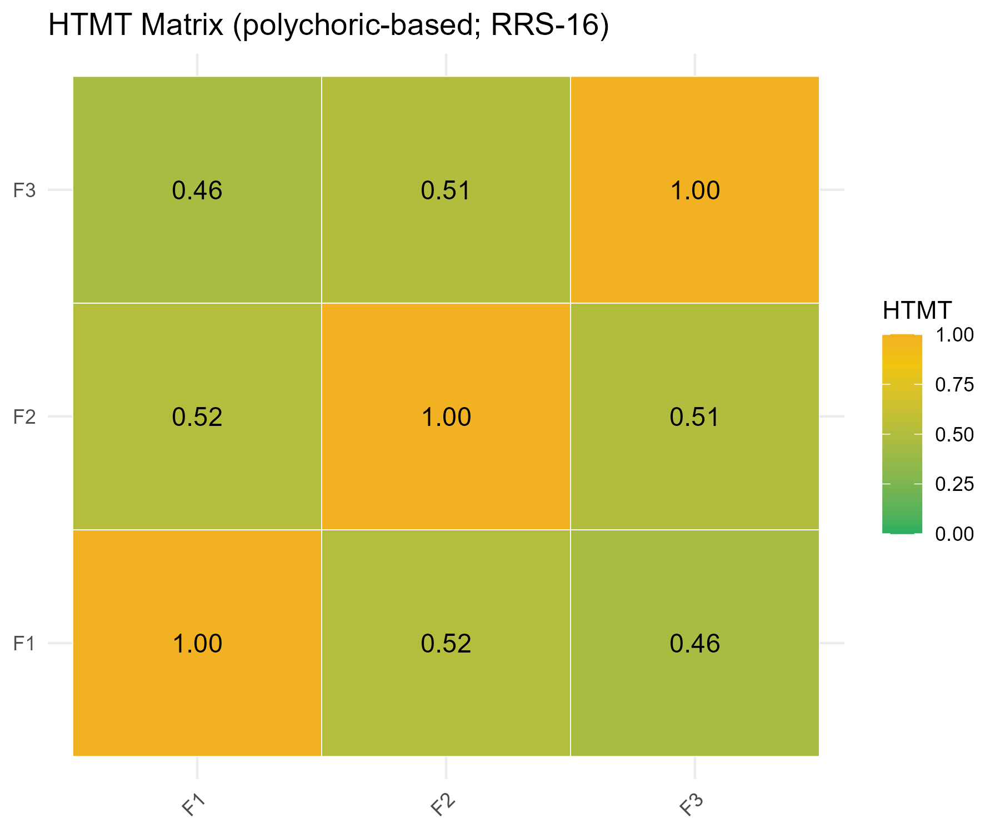 HTMT Matrix (polychoric-based; RRS-16)
F3 0.46 0.51 1.00
F2 0.52 1.00 0.51
F1 1.00 0.52 0.46
F1 F2 F3
HTMT
1.00
0.75
0.50
0.25
0.00